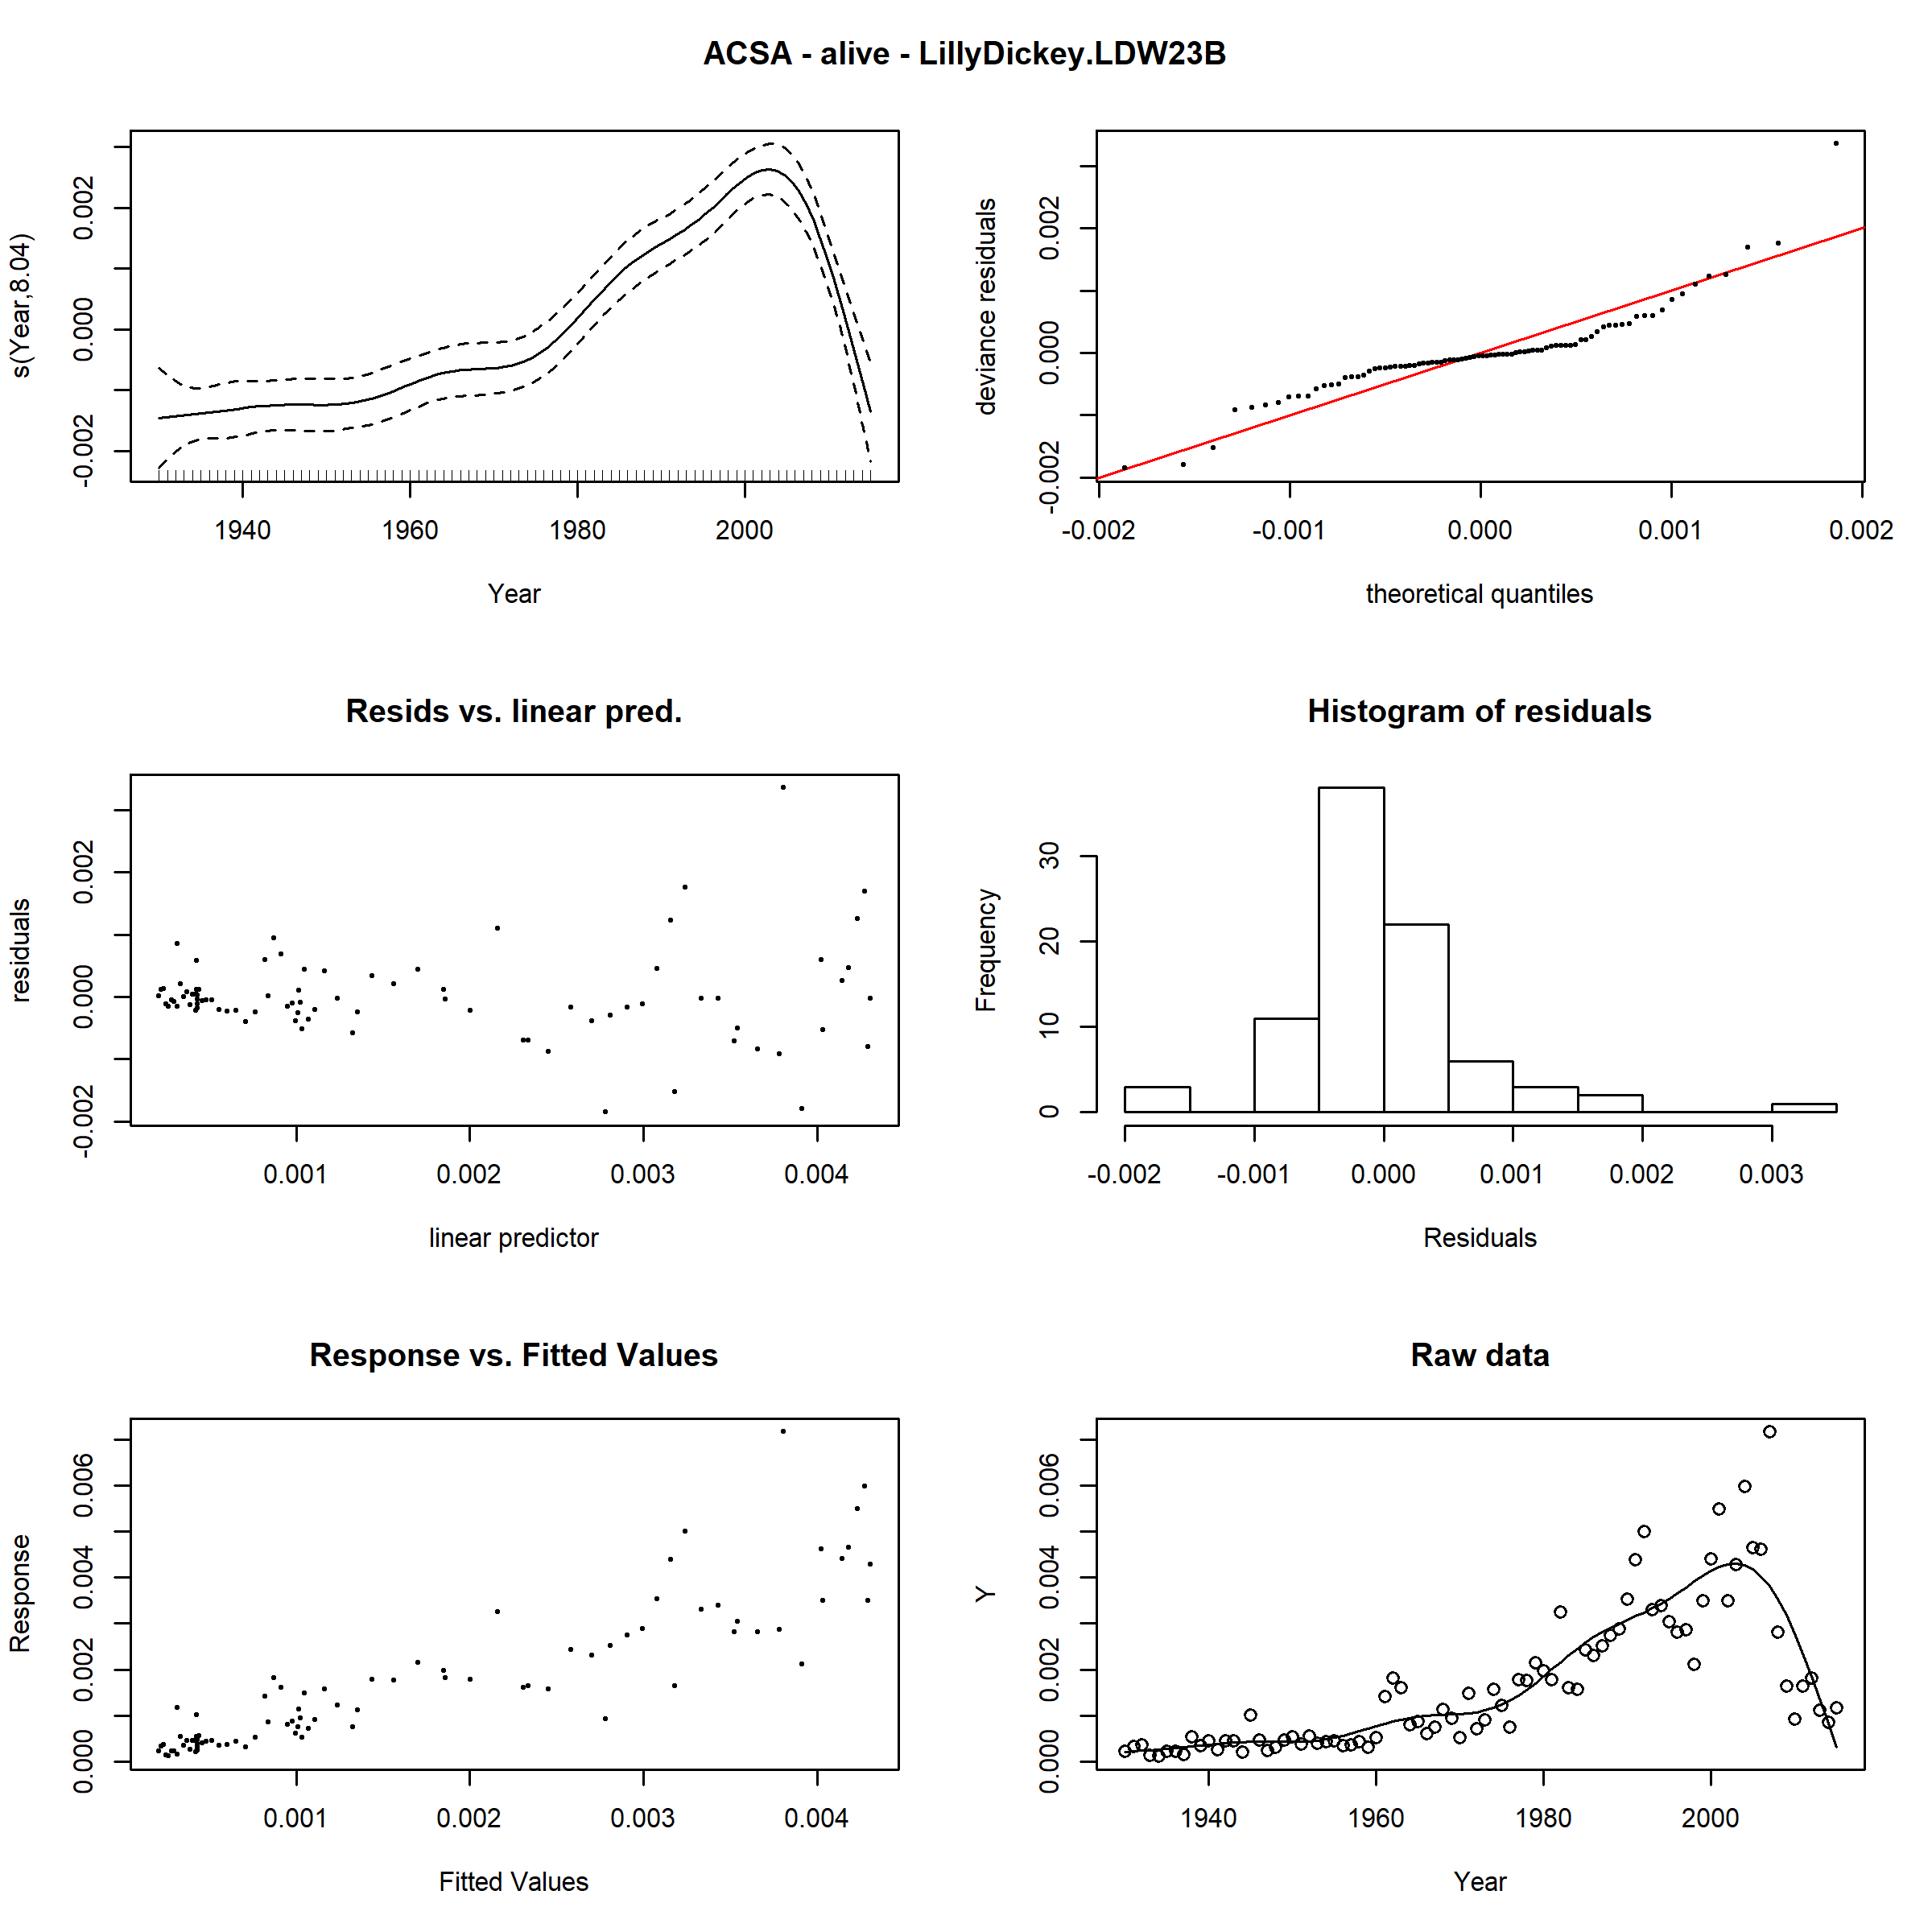 ACSA - alive - LillyDickey.LDW23B
s(Year,8.04)
-0.002 0.000 0.002
1940 1960 1980 2000
Year
deviance residuals
-0.002 0.000 0.002
-0.002 -0.001 0.000 0.001 0.002
theoretical quantiles
Resids vs. linear pred.
residuals
-0.002 0.000 0.002
0.001 0.002 0.003 0.004
linear predictor
Histogram of residuals
Frequency
0 10 20 30
-0.002 -0.001 0.000 0.001 0.002 0.003
Residuals
Response vs. Fitted Values
Response
0.000 0.002 0.004 0.006
0.001 0.002 0.003 0.004
Fitted Values
Raw data
Y
0.000 0.002 0.004 0.006
1940 1960 1980 2000
Year